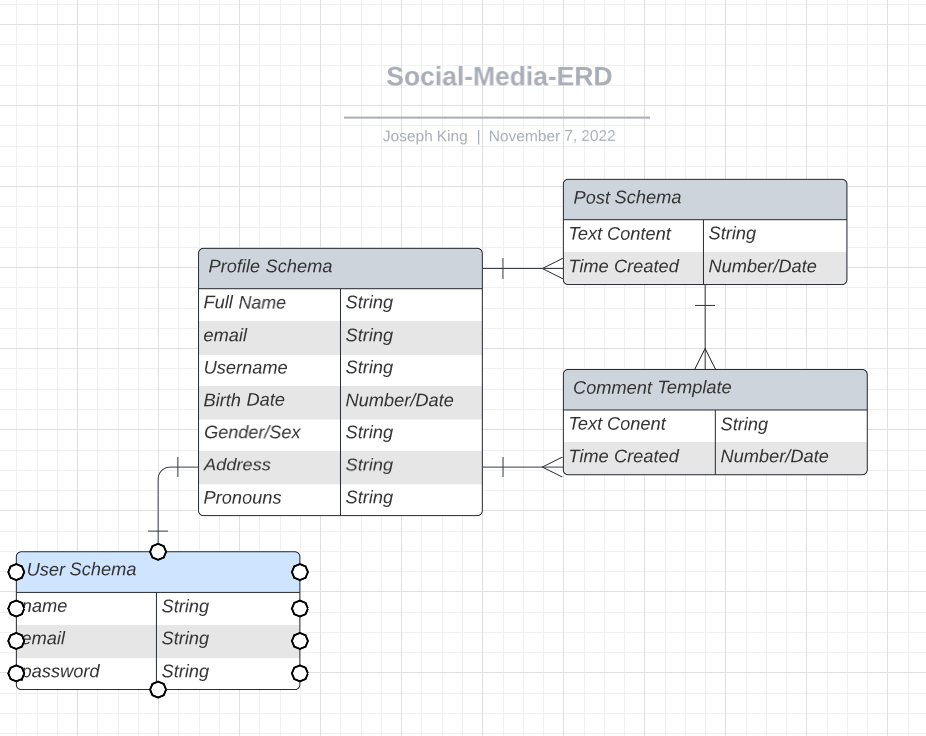 Social-Media-ERD
Joseph King | November 7, 2022
Post Schema
Text Content String
Time Created Number/Date
Profile Schema
Full Name String
email String
Username String
Birth Date Number/Date
Gender/Sex String
Address String
Pronouns String
Comment Template
Text Conent String
Time Created Number/Date
User Schema
name String
email String
password String